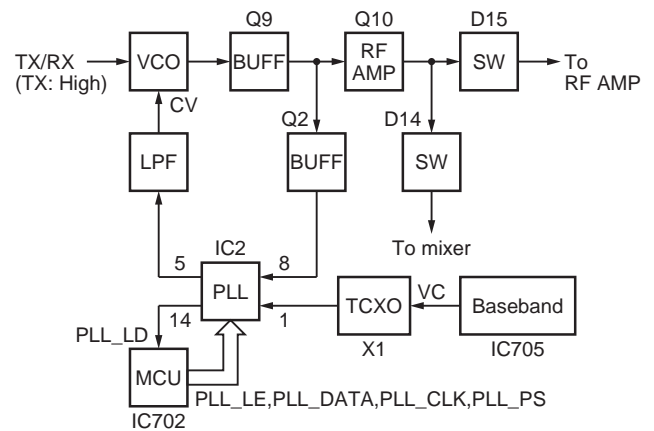 Q9
Q10
D15
TX/RX
(TX: High)
VCO
BUFF
RF
AMP
SW
To
RF AMP
CV
Q2
D14
LPF
BUFF
SW
IC2
To mixer
5
8
PLL
14
1
TCXO
VC
Baseband
PLL_LD
X1
IC705
MCU
PLL_LE,PLL_DATA,PLL_CLK,PLL_PS
IC702